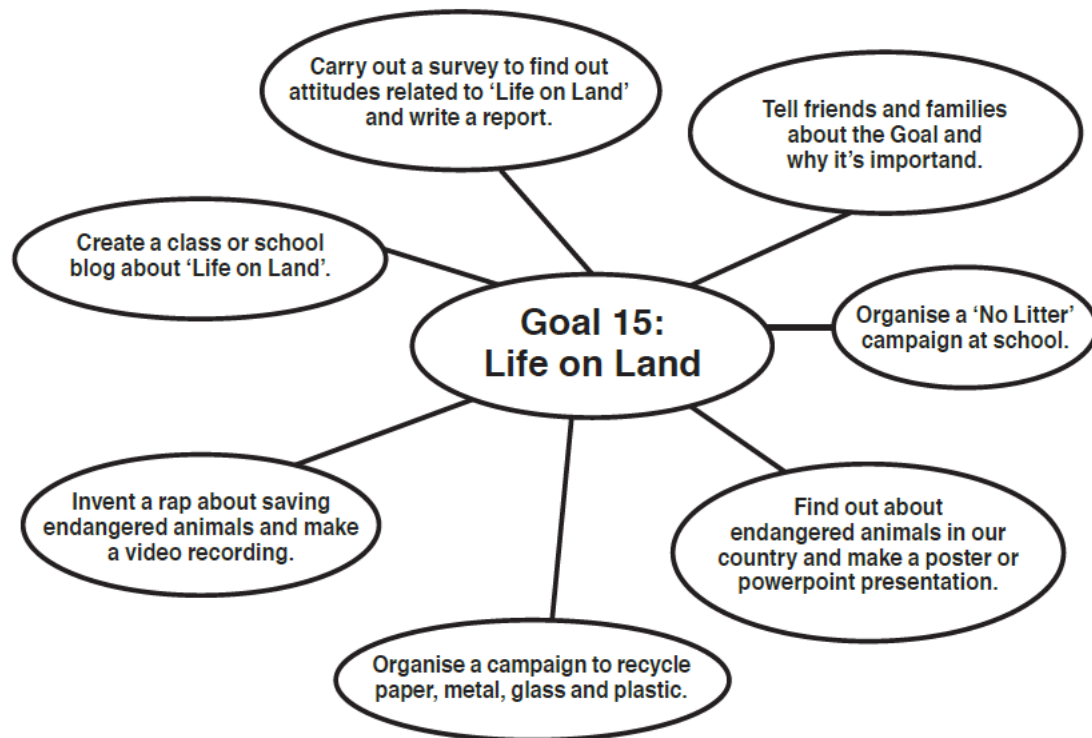 Carry out a survey to find out
attitudes related to ‘Life on Land’
and write a report.
Tell friends and families
about the Goal and
why it’s importand.
Create a class or school
blog about ‘Life on Land’.
Organise a ‘No Litter’
campaign at school.
Goal 15:
Life on Land
Invent a rap about saving
endangered animals and make
a video recording.
Find out about
endangered animals in our
country and make a poster or
powerpoint presentation.
Organise a campaign to recycle
paper, metal, glass and plastic.